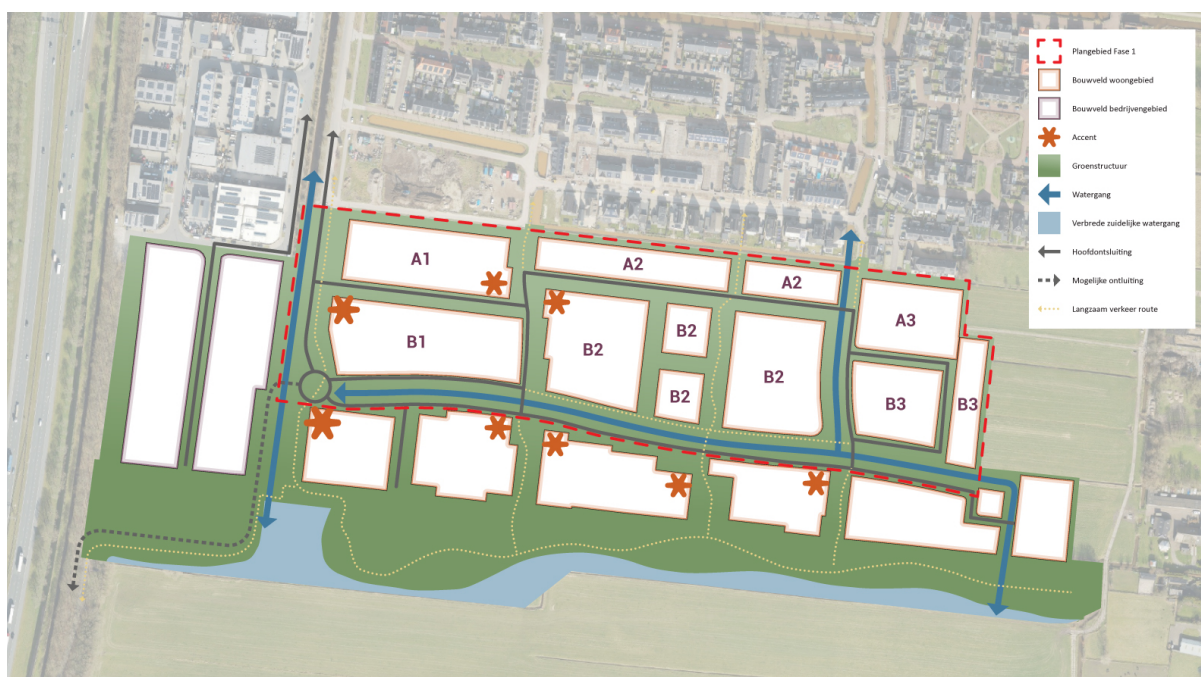 Plangebied Fase 1
Bouwveld woongebied
Bouwveld bedrijvengebied
Accent
Groenstructuur
Watergang
Verbrede zuidelijke watergang
Hoofdontsluiting
Mogelijke ontluiting
Langzaam verkeer route
A1
A2
A2
A3
B1
B2
B2
B2
B2
B3
B3